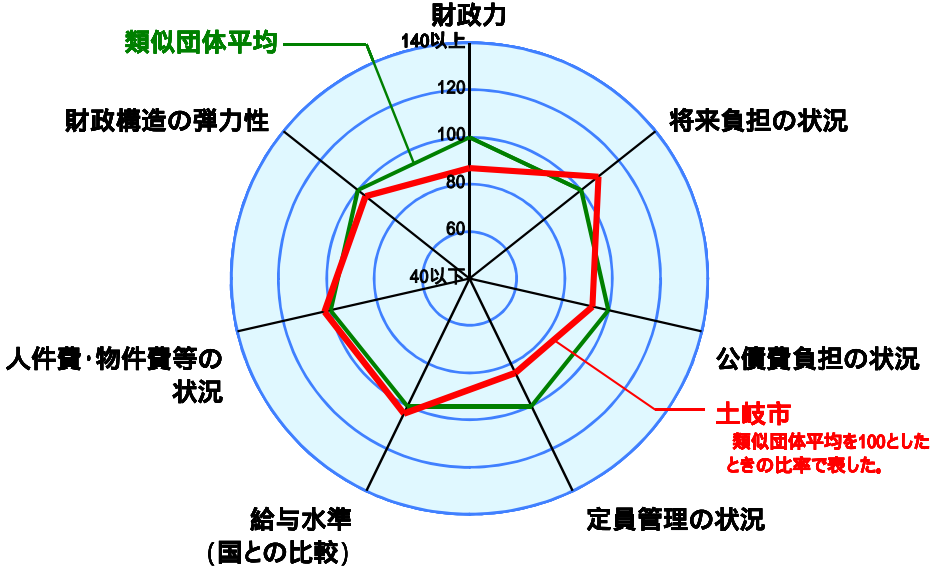 財政力
類似団体平均
140以上
120
100
80
60
40以下
財政構造の弾力性
将来負担の状況
人件費・物件費等の
状況
公債費負担の状況
土岐市
類似団体平均を100とした
ときの比率で表した。
給与水準
(国との比較)
定員管理の状況